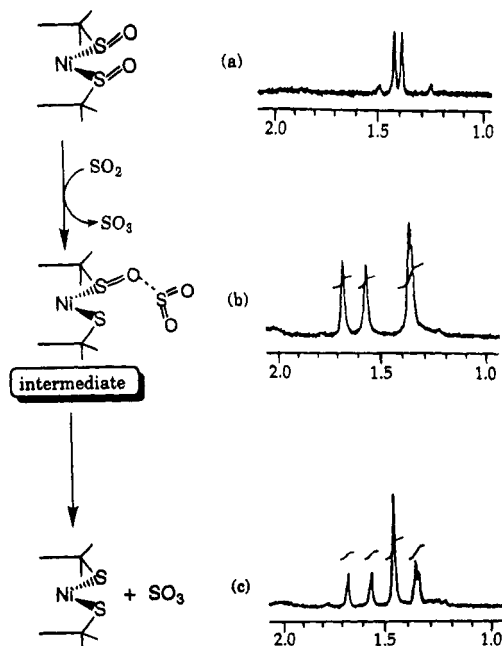 S=O
Ni
S=O
(a)
2.0 1.5 1.0
SO2
SO3
S=O
S=O
O
Ni
S
(b)
2.0 1.5 1.0
intermediate
S
Ni
S
+ SO3
(c)
2.0 1.5 1.0